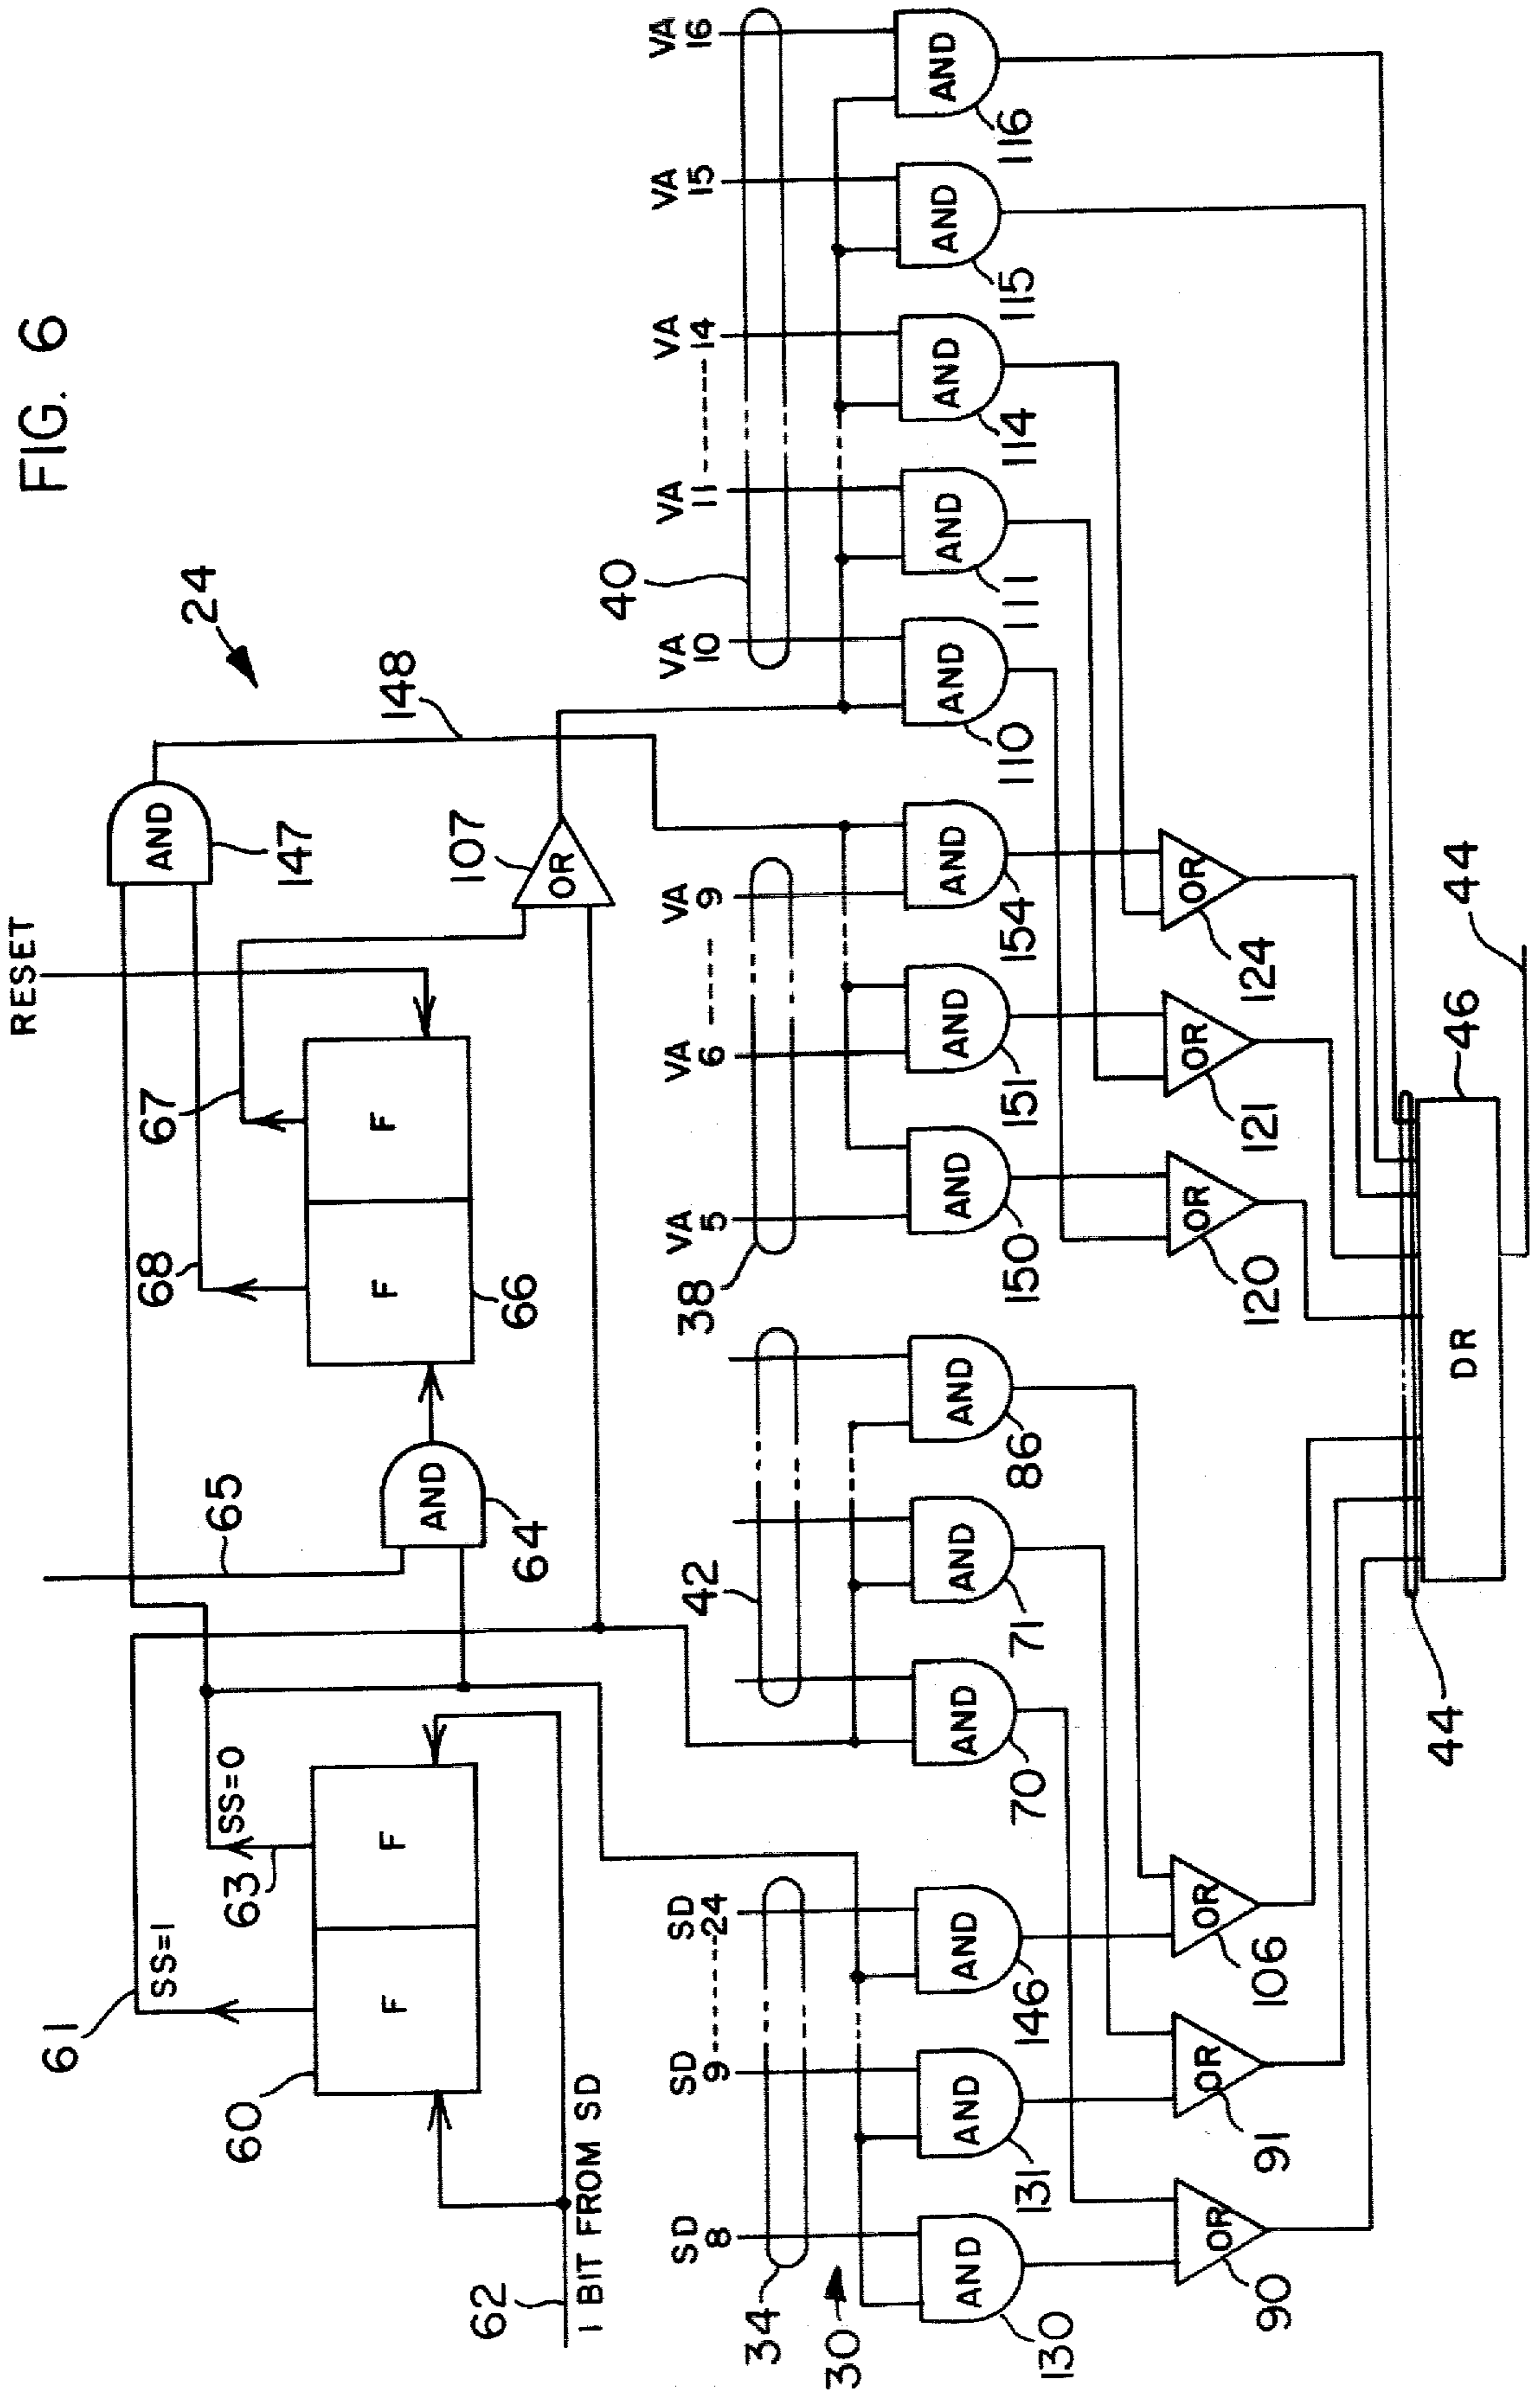 FIG. 6
24
RESET
61
SS=1
SS=0
63
60
F
F
62
1 BIT FROM SD
65
AND
64
68
67
F
F
66
AND
147
148
107
OR
34
SD 8
SD 9 ----- SD 24
42
38
VA 5
VA 6 ---- VA 9
40
VA 10
VA 11 ------ VA 14
VA 15
VA 16
30
AND
130
AND
131
AND
146
AND
70
AND
71
AND
86
AND
150
AND
151
AND
154
AND
110
AND
111
AND
114
AND
115
AND
116
OR
90
OR
91
OR
106
OR
120
OR
121
OR
124
44
DR
46
44